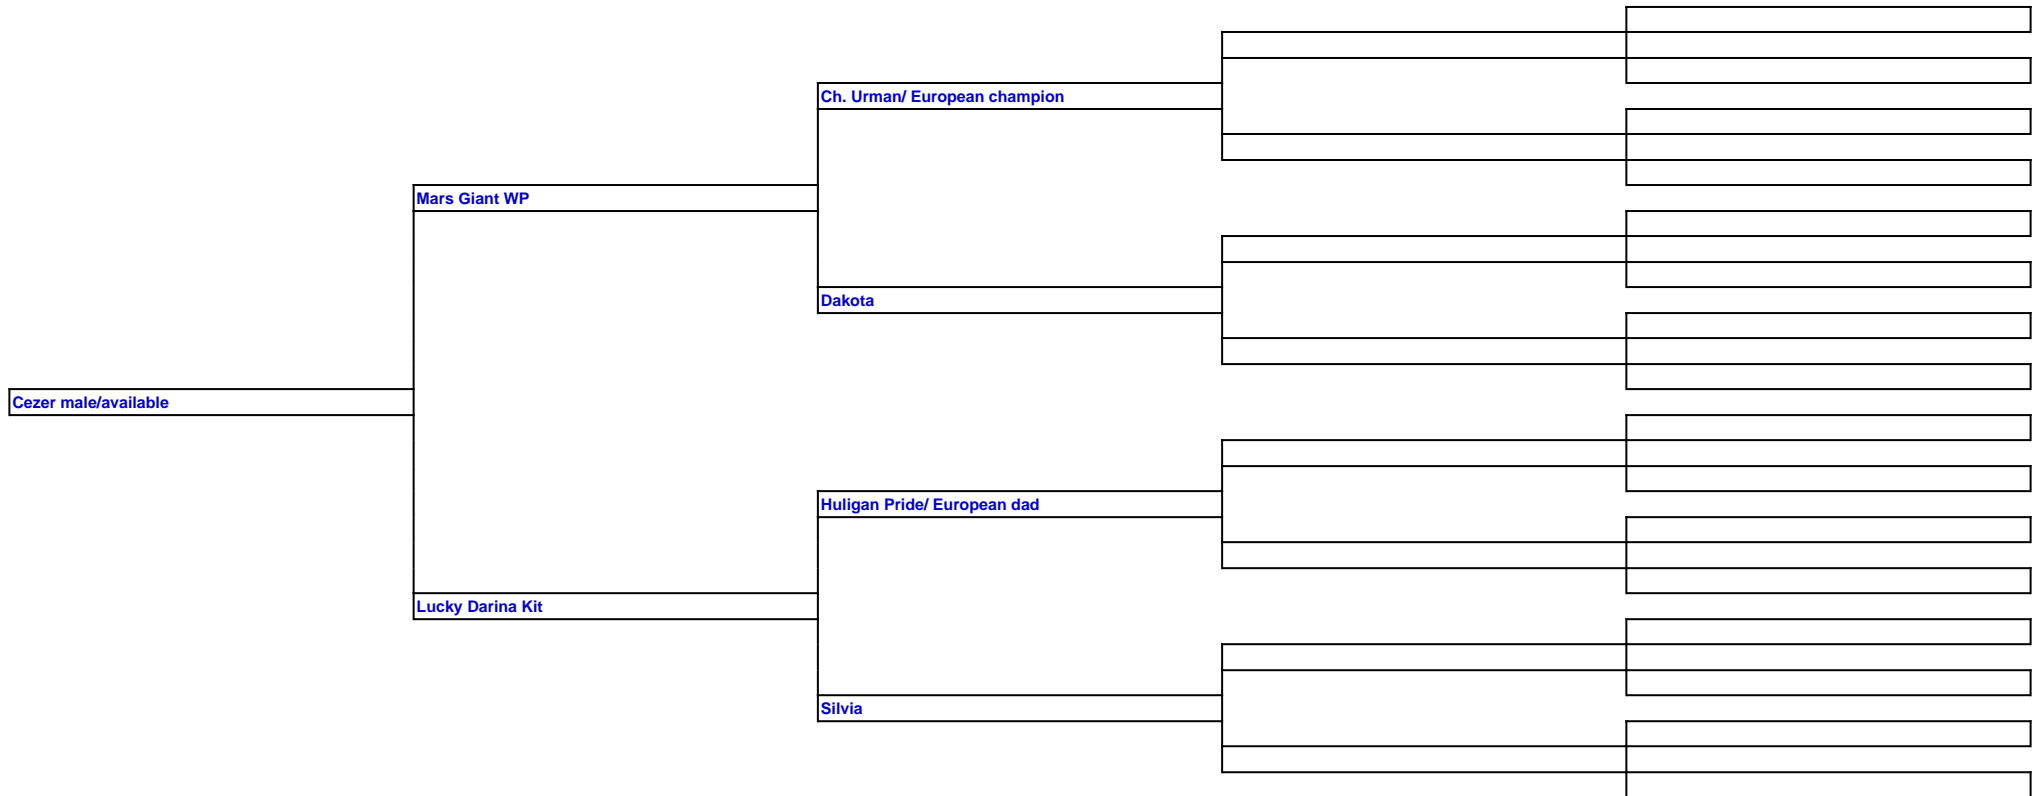 Ch. Urman/ European champion
Mars Giant WP
Dakota
Cezer male/available
Huligan Pride/ European dad
Lucky Darina Kit
Silvia